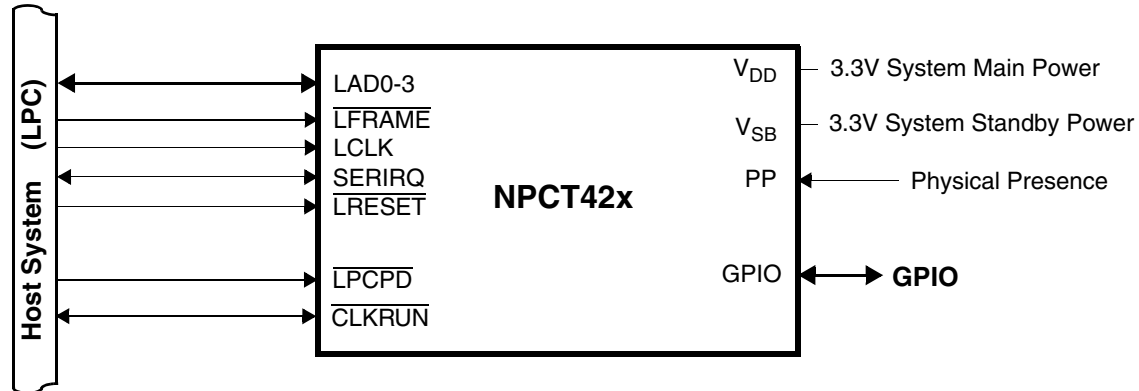 Host System (LPC)
LAD0-3
LFRAME
LCLK
SERIRQ
LRESET
LPCPD
CLKRUN
NPCT42x
VDD
3.3V System Main Power
VSB
3.3V System Standby Power
PP
Physical Presence
GPIO
GPIO